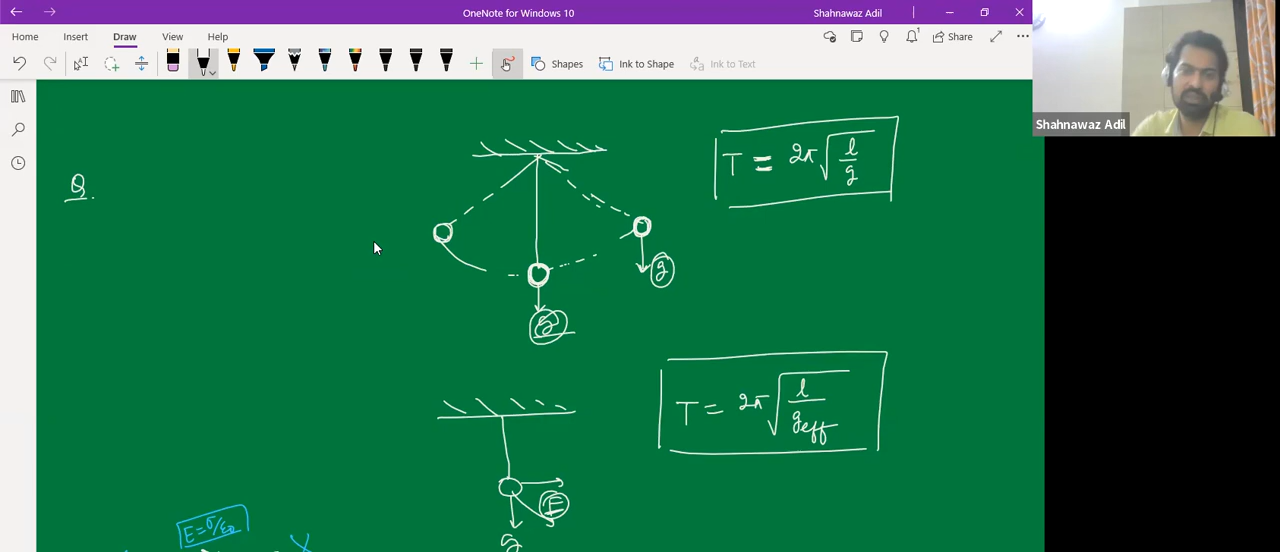 OneNote for Windows 10
Shahnawaz Adil
Home Insert Draw View Help
Share
Shapes
Ink to Shape
Ink to Text
Shahnawaz Adil
Q.
T = 2π√(l/g)
g
g
T = 2π√(l/geff)
E
g
E=σ/ε0